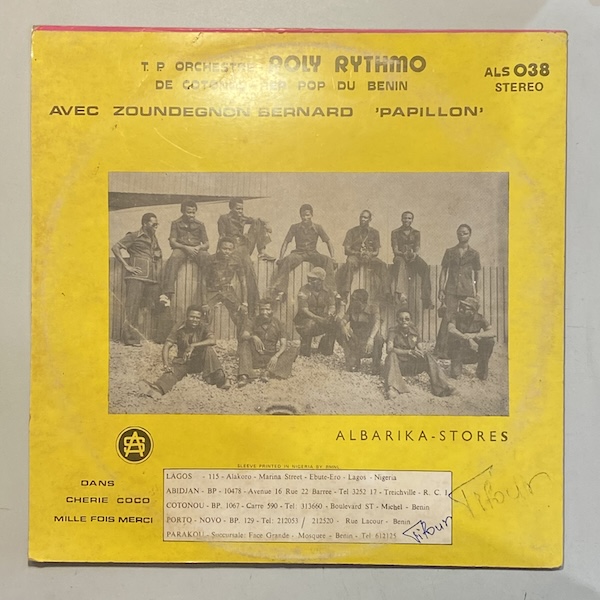 T. P. ORCHESTRE POLY RYTHMO
DE COTONOU REP POP DU BENIN
AVEC ZOUNDEGNON BERNARD 'PAPILLON'
ALS 038
STEREO
ALBARIKA-STORES
SLEEVE PRINTED IN NIGERIA BY
DANS
CHERIE COCO
MILLE FOIS MERCI
LAGOS - 115 - Alakoro - Marina Street - Ebute-Ero - Lagos - Nigeria
ABIDJAN - BP - 10478 - Avenue 16 Rue 22 Barree - Tel 3252 17 - Treichville - R. C. I.
COTONOU - BP. 1067 - Carre 590 - Tel: 313660 - Boulevard ST - Michel - Benin
PORTO - NOVO - BP. 129 - Tel: 212053 / 212520 - Rue Lacour - Benin
PARAKOU - Succursale: Face Grande - Mosquee - Benin - Tel 612125